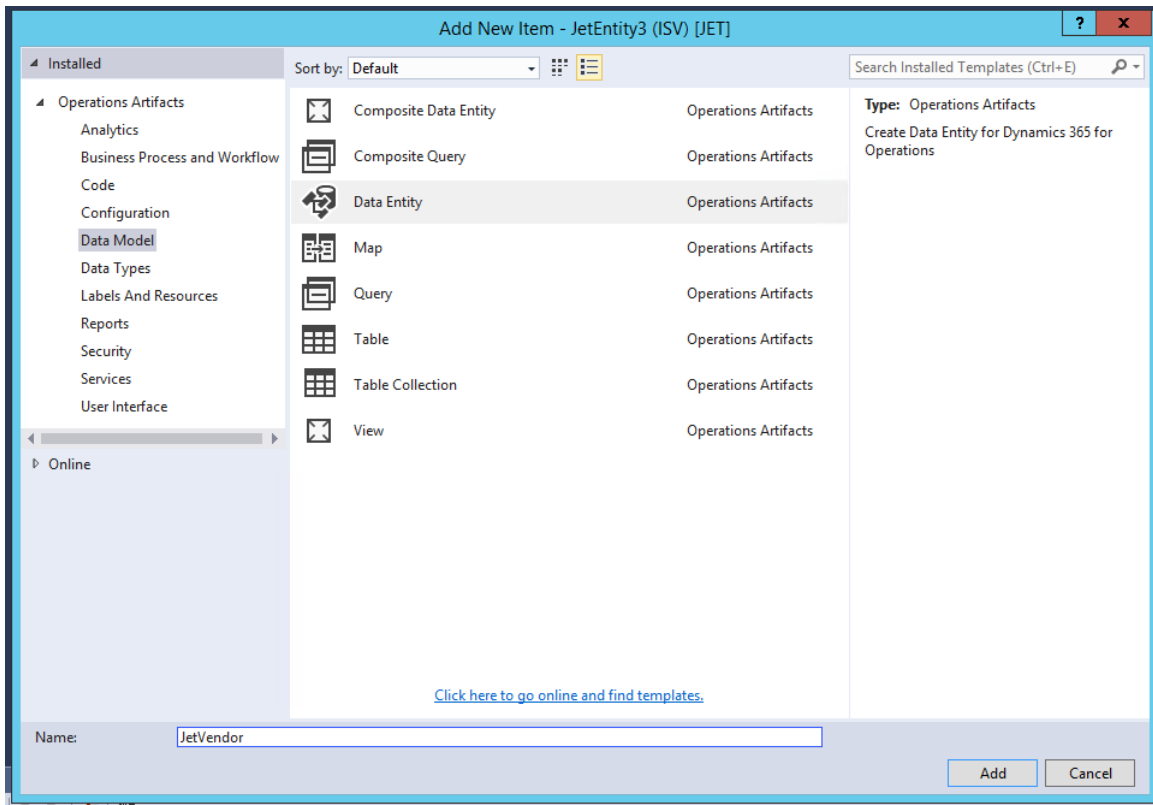 Add New Item - JetEntity3 (ISV) [JET]
? x
Installed
Sort by: Default
Search Installed Templates (Ctrl+E)
Operations Artifacts
Analytics
Business Process and Workflow
Code
Configuration
Data Model
Data Types
Labels And Resources
Reports
Security
Services
User Interface
Online
Composite Data Entity Operations Artifacts
Composite Query Operations Artifacts
Data Entity Operations Artifacts
Map Operations Artifacts
Query Operations Artifacts
Table Operations Artifacts
Table Collection Operations Artifacts
View Operations Artifacts
Click here to go online and find templates.
Type: Operations Artifacts
Create Data Entity for Dynamics 365 for
Operations
Name: JetVendor
Add Cancel